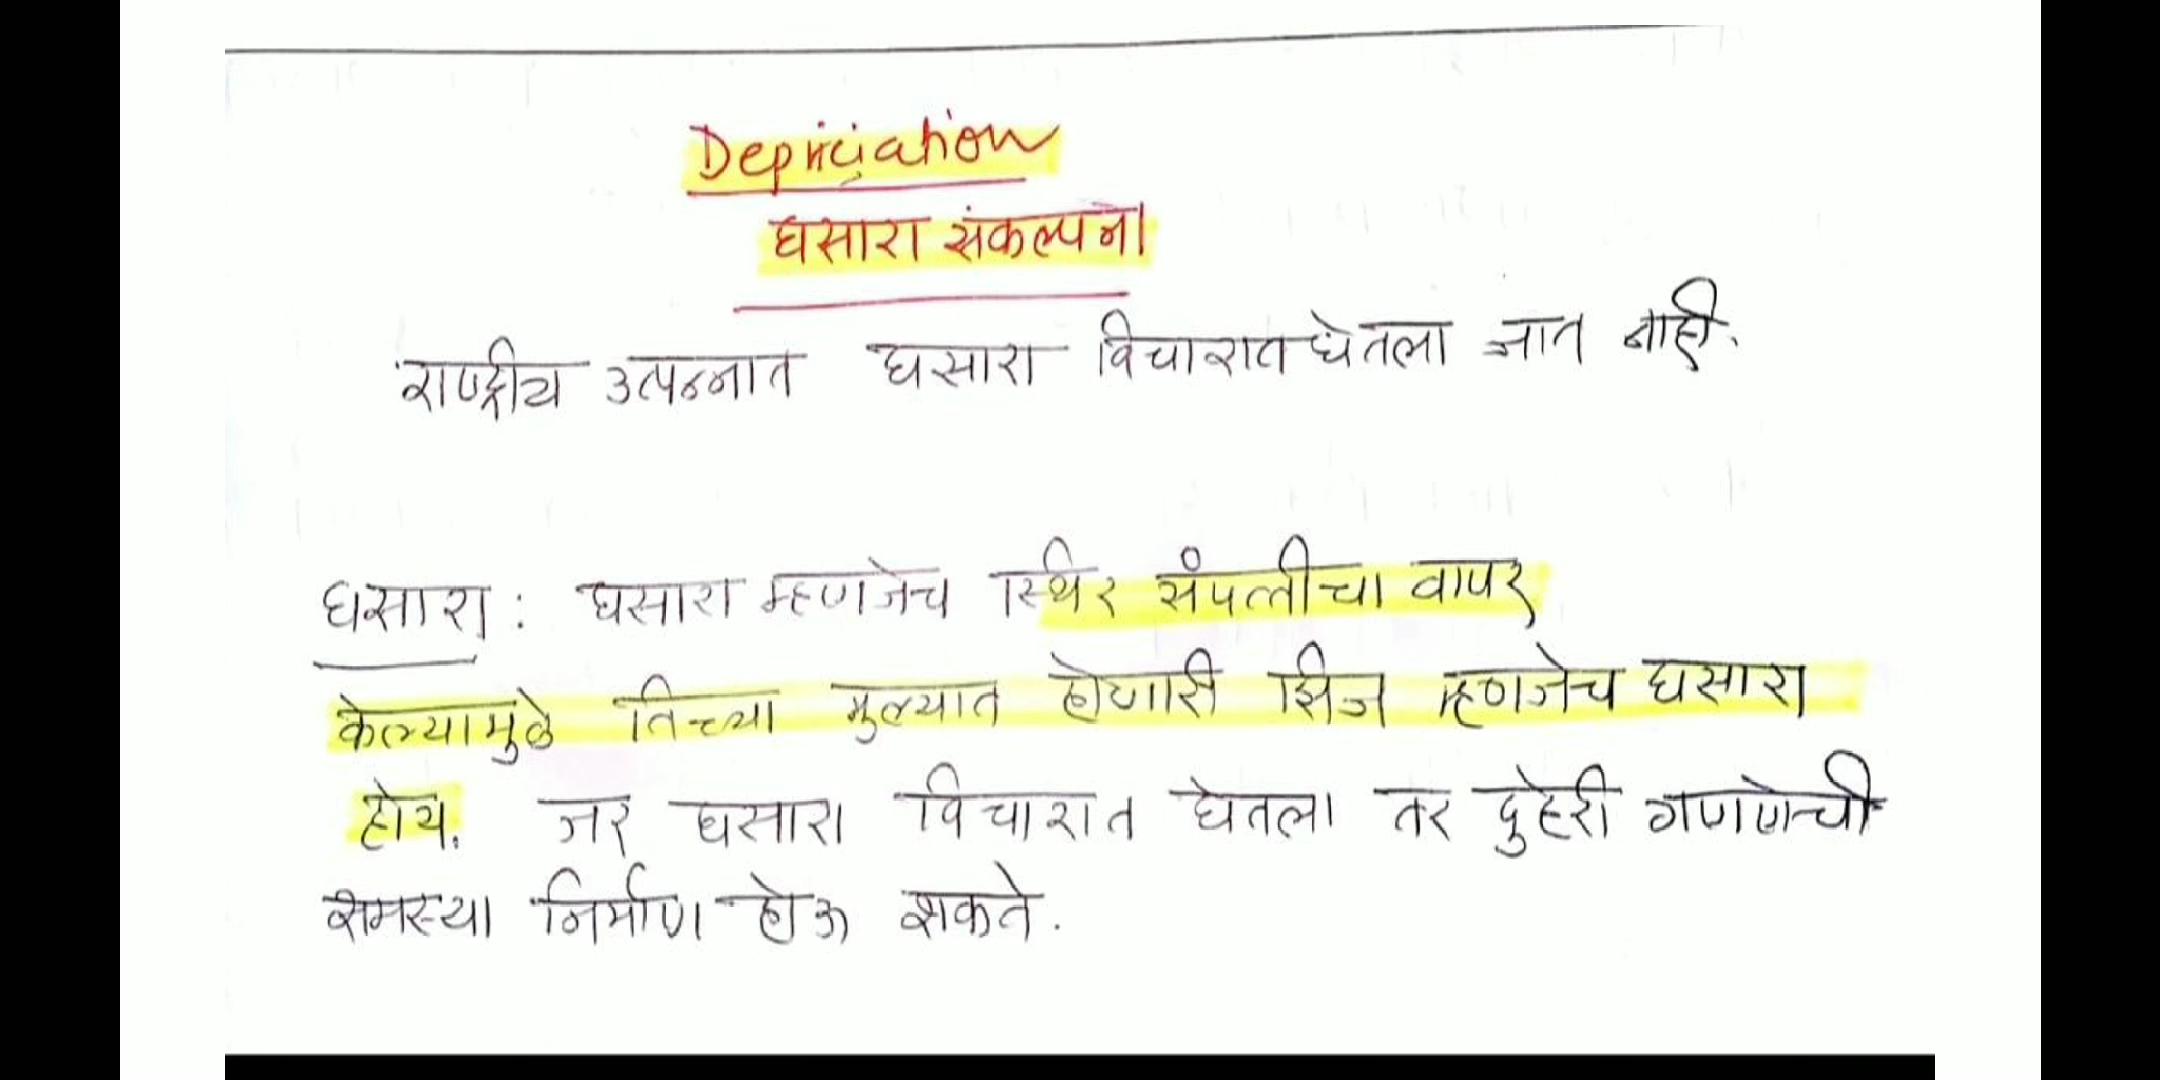 Depriciation
घसारा संकल्पना
राष्ट्रीय उत्पन्नात घसारा विचारात घेतला जात नाही.
घसारा : घसारा म्हणजेच स्थिर संपत्तीचा वापर
केल्यामुळे तिच्या मुल्यात होणारी झिज म्हणजेच घसारा
होय. जर घसारा विचारात घेतला तर दुहेरी गणणेची
समस्या निर्माण होऊ शकते.